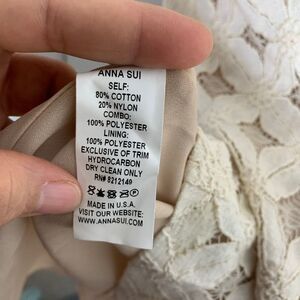 ANNA SUI
SELF:
80% COTTON
20% NYLON
COMBO:
100% POLYESTER
LINING:
100% POLYESTER
EXCLUSIVE OF TRIM
HYDROCARBON
DRY CLEAN ONLY
RN# 8212149
MADE IN U.S.A.
VISIT OUR WEBSITE:
WWW.ANNASUI.COM